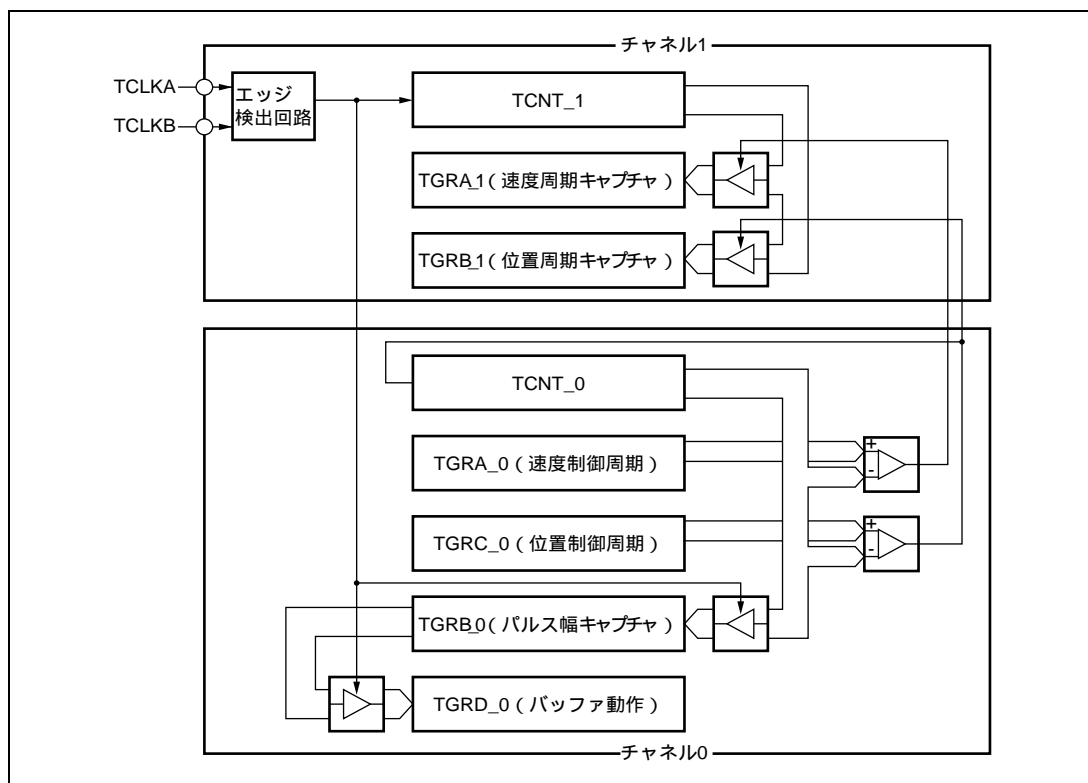 チャネル1
TCLKA
TCLKB
エッジ
検出回路
TCNT_1
TGRA_1(速度周期キャプチャ)
TGRB_1(位置周期キャプチャ)
TCNT_0
TGRA_0(速度制御周期)
+
-
TGRC_0(位置制御周期)
+
-
TGRB_0(パルス幅キャプチャ)
TGRD_0(バッファ動作)
チャネル0